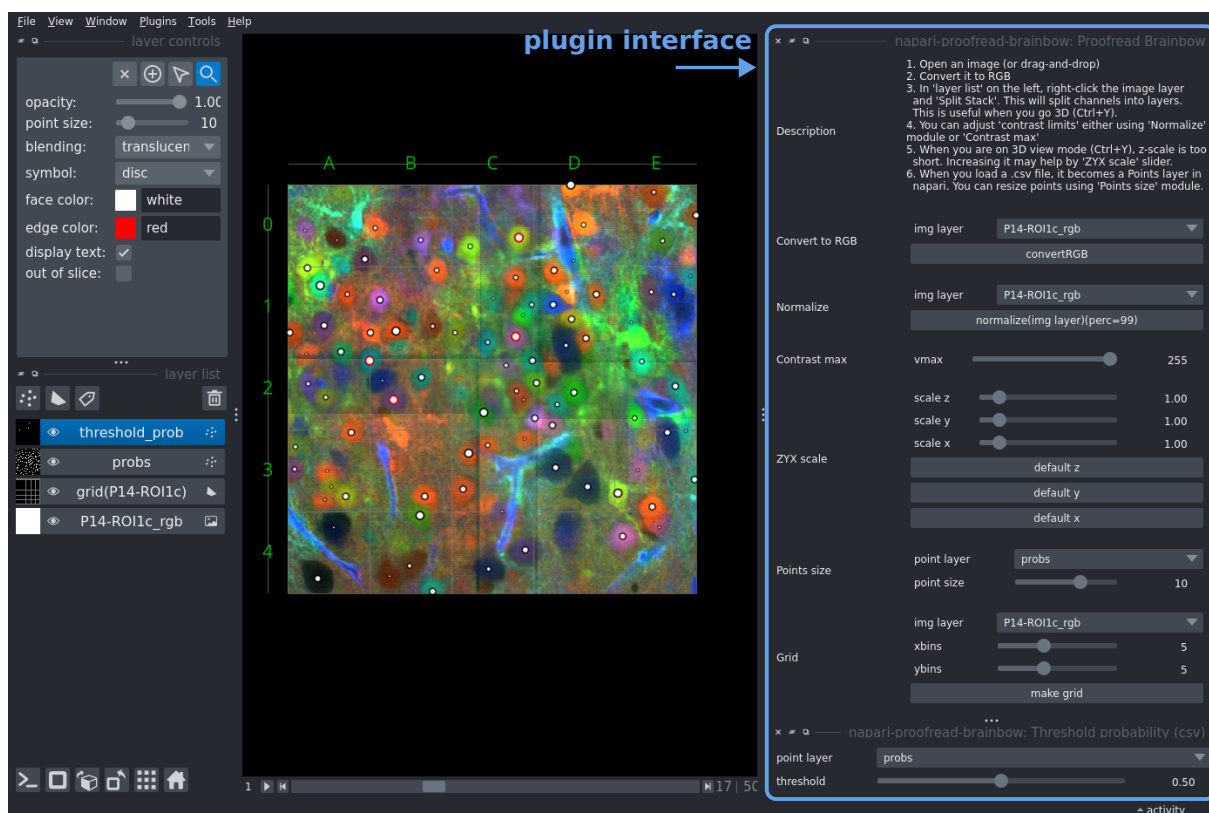 File View Window Plugins Tools Help
layer controls
opacity: 1.00
point size: 10
blending: translucen
symbol: disc
face color: white
edge color: red
display text:
out of slice:
layer list
threshold_prob
probs
grid(P14-ROI1c)
P14-ROI1c_rgb
plugin interface
A B C D E
0
1
2
3
4
1 17 50
napari-proofread-brainbow: Proofread Brainbow
Description
1. Open an image (or drag-and-drop)
2. Convert it to RGB
3. In 'layer list' on the left, right-click the image layer
and 'Split Stack'. This will split channels into layers.
This is useful when you go 3D (Ctrl+Y).
4. You can adjust 'contrast limits' either using 'Normalize'
module or 'Contrast max'
5. When you are on 3D view mode (Ctrl+Y), z-scale is too
short. Increasing it may help by 'ZYX scale' slider.
6. When you load a .csv file, it becomes a Points layer in
napari. You can resize points using 'Points size' module.
Convert to RGB
img layer P14-ROI1c_rgb
convertRGB
Normalize
img layer P14-ROI1c_rgb
normalize(img layer)(perc=99)
Contrast max vmax 255
ZYX scale
scale z 1.00
scale y 1.00
scale x 1.00
default z
default y
default x
Points size
point layer probs
point size 10
Grid
img layer P14-ROI1c_rgb
xbins 5
ybins 5
make grid
napari-proofread-brainbow: Threshold probability (csv)
point layer probs
threshold 0.50
activity